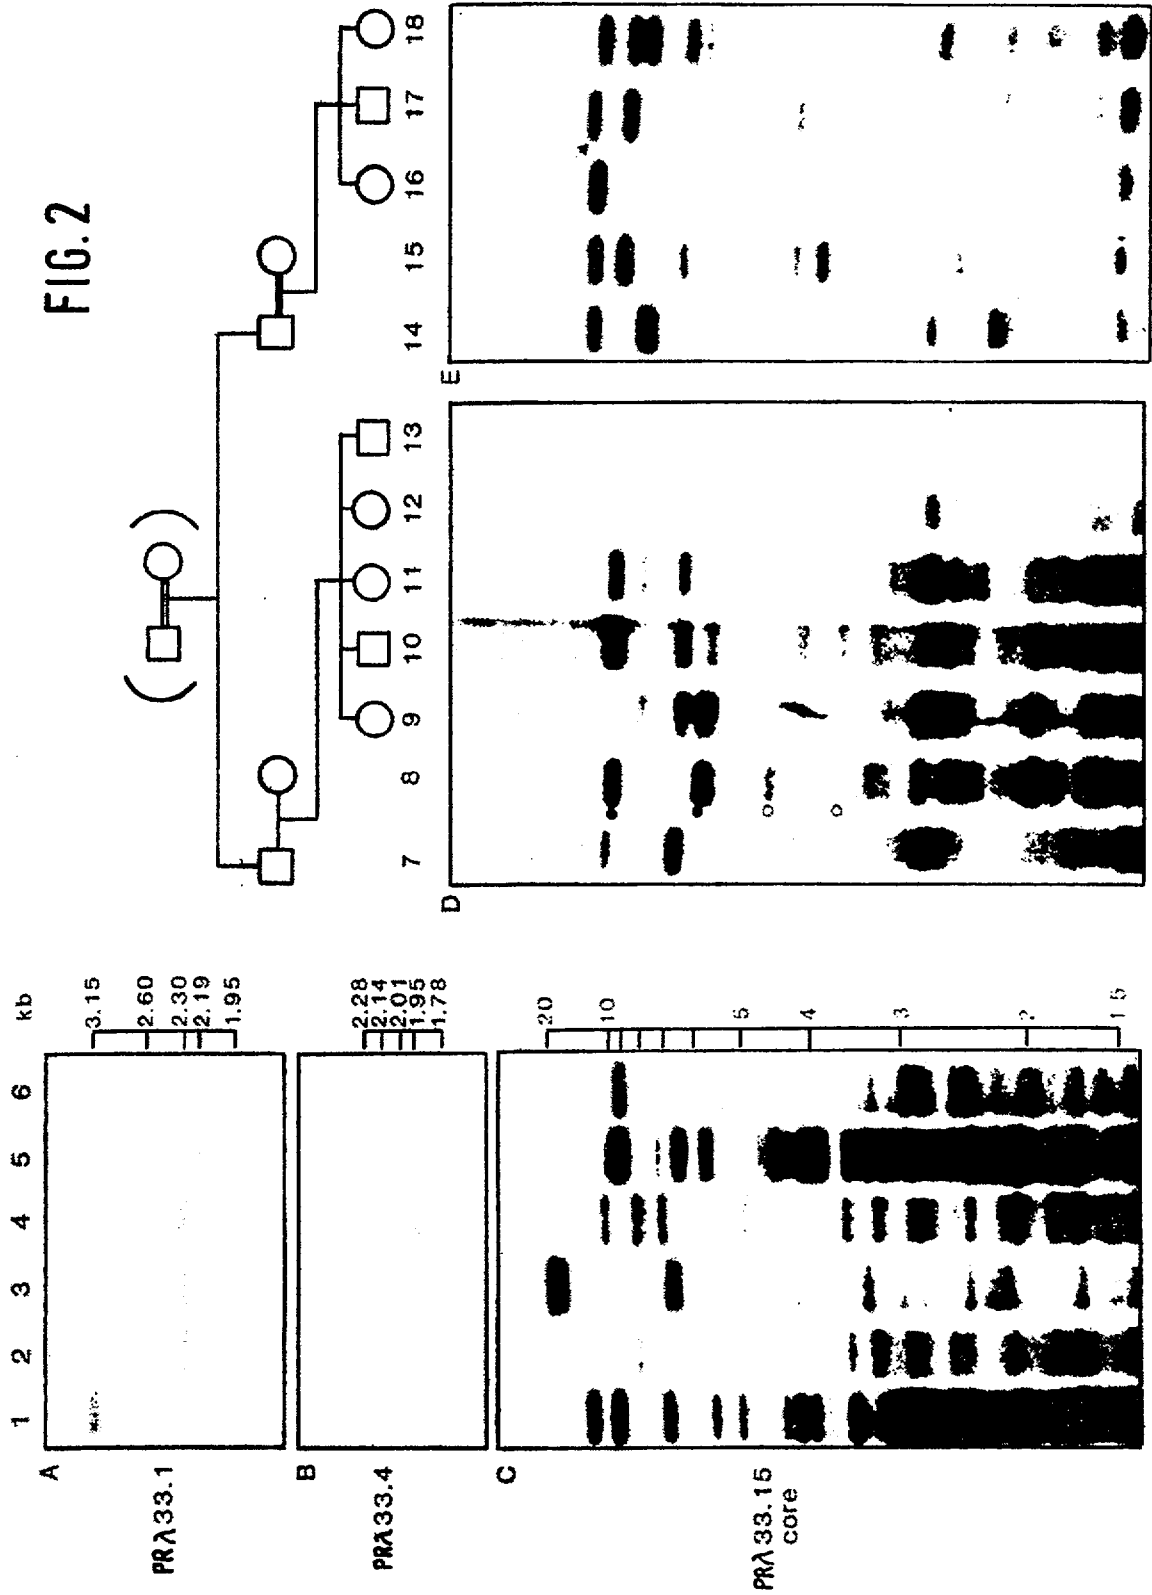 FIG. 2
1 2 3 4 5 6 kb
A
PRλ33.1
3.15
2.60
2.30
2.19
1.95
B
PRλ33.4
2.28
2.14
2.01
1.95
1.78
C
PRλ33.15
core
20
10
5
4
3
2
1.5
( )
7 8 9 10 11 12 13
14 15 16 17 18
D
E